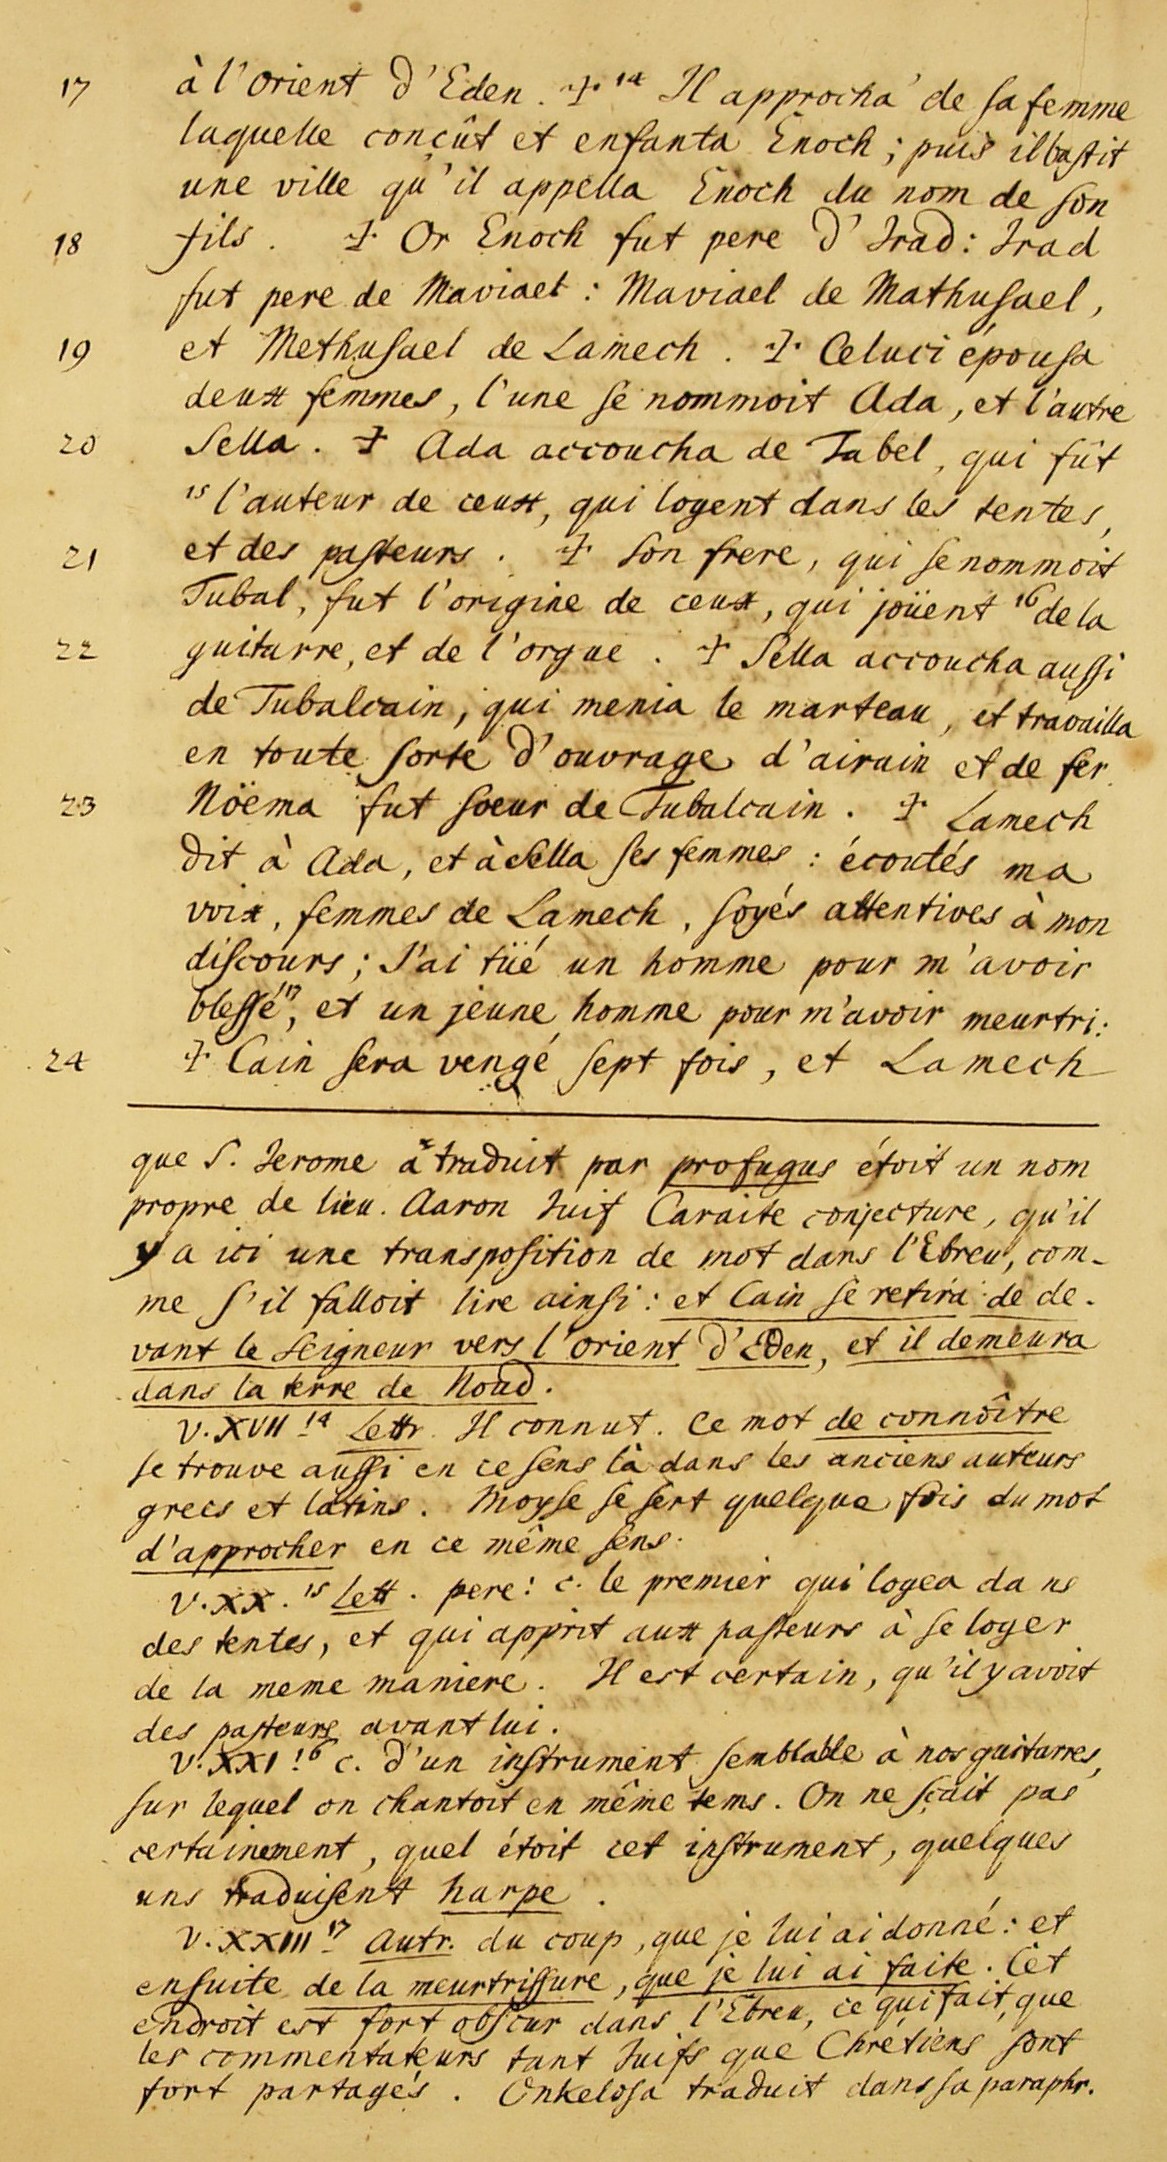 17 à l'orient d'Eden. ☩ 14 Il approcha de sa femme
laquelle conçût et enfanta Enoch; puis il bastit
une ville qu'il appella Enoch du nom de son
18 fils. ☩ Or Enoch fut pere d'Irad: Irad
fut pere de Maviael: Maviael de Mathusael,
19 et Methusael de Lamech. ☩ Celuci épousa
deux femmes, l'une se nommoit Ada, et l'autre
20 Sella. ☩ Ada accoucha de Jabel, qui fût
15 l'auteur de ceux, qui logent dans les tentes,
21 et des pasteurs. ☩ Son frere, qui se nommoit
Tubal, fut l'origine de ceux, qui joüent 16 de la
22 guitarre, et de l'orgue. ☩ Sella accoucha aussi
de Tubalcain, qui menia le marteau, et travailla
en toute sorte d'ouvrage d'airain et de fer.
23 Nöema fut soeur de Tubalcain. ☩ Lamech
dit à Ada, et à Sella ses femmes: écoutés ma
voix, femmes de Lamech, soyés attentives à mon
discours; J'ai tüé un homme pour m'avoir
blessé 17, et un jeune homme pour m'avoir meurtri:
24 ☩ Cain sera vengé sept fois, et Lamech
que S. Jerome a traduit par profugus étoit un nom
propre de lieu. Aaron Juif Caraite conjecture, qu'il
y a ici une transposition de mot dans l'Ebreu, com-
me s'il falloit lire ainsi: et Cain se retira de de-
vant le Seigneur vers l'orient d'Eden, et il demeura
dans la terre de Noud.
V. XVII 14 Lettr. Il connut. Ce mot de connoître
se trouve aussi en ce sens là dans les anciens auteurs
grecs et latins. Moyse se sert quelque fois du mot
d'approcher en ce même sens.
V. XX. 15 Lett. pere: c. le premier qui logea dans
des tentes, et qui apprit aux pasteurs à se loger
de la meme maniere. Il est certain, qu'il y avoit
des pasteurs avant lui.
V. XXI 16 c. d'un instrument semblable à nos guitarres,
sur lequel on chantoit en même tems. On ne sçait pas
certainement, quel étoit cet instrument, quelques
uns traduisent harpe.
V. XXIII 17 Autr. du coup, que je lui ai donné: et
ensuite de la meurtrissure, que je lui ai faite. Cet
endroit est fort obscur dans l'Ebreu, ce qui fait, que
les commentateurs tant Juifs que Chrétiens sont
fort partagés. Onkelos a traduit dans sa paraphr.